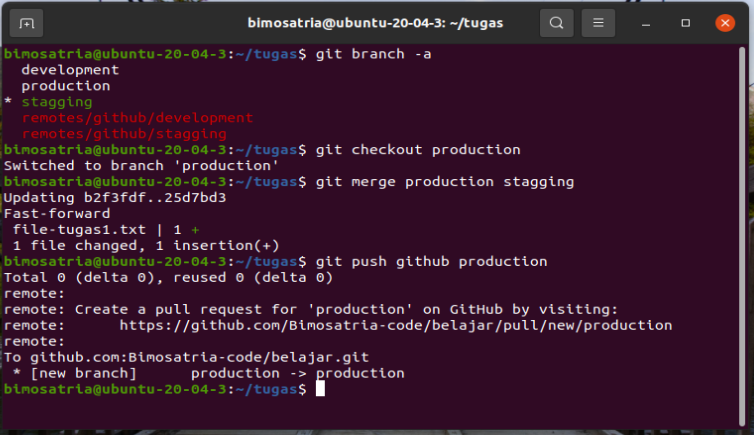 bimosatria@ubuntu-20-04-3: ~/tugas
bimosatria@ubuntu-20-04-3:~/tugas$ git branch -a
  development
  production
* stagging
  remotes/github/development
  remotes/github/stagging
bimosatria@ubuntu-20-04-3:~/tugas$ git checkout production
Switched to branch 'production'
bimosatria@ubuntu-20-04-3:~/tugas$ git merge production stagging
Updating b2f3fdf..25d7bd3
Fast-forward
 file-tugas1.txt | 1 +
 1 file changed, 1 insertion(+)
bimosatria@ubuntu-20-04-3:~/tugas$ git push github production
Total 0 (delta 0), reused 0 (delta 0)
remote:
remote: Create a pull request for 'production' on GitHub by visiting:
remote:      https://github.com/Bimosatria-code/belajar/pull/new/production
remote:
To github.com:Bimosatria-code/belajar.git
 * [new branch]      production -> production
bimosatria@ubuntu-20-04-3:~/tugas$